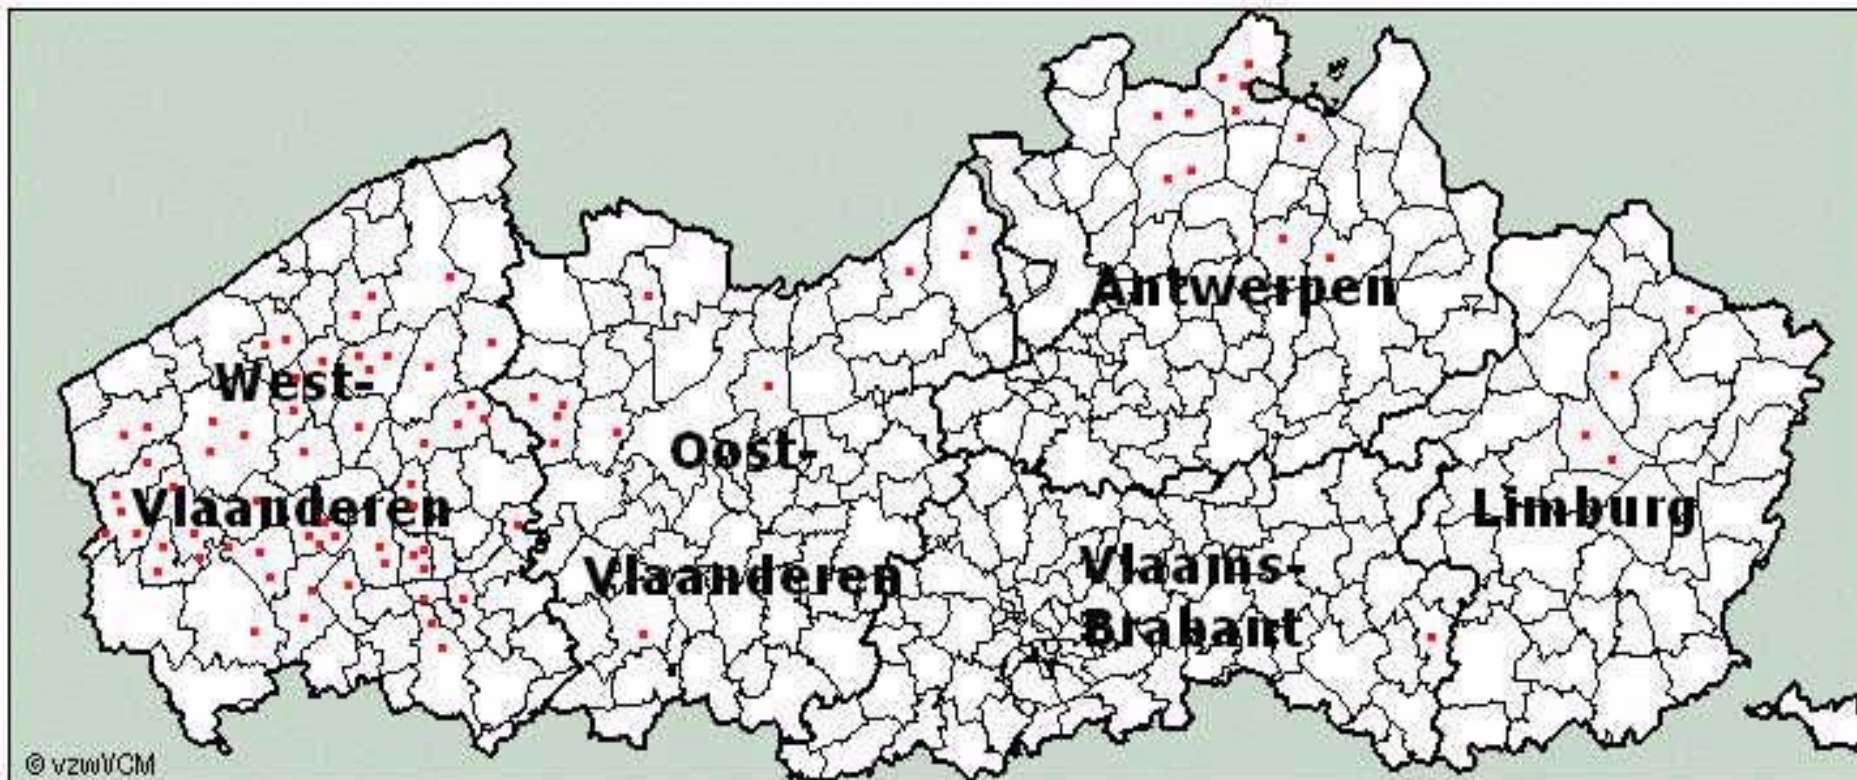 Antwerpen
West-
Vlaanderen
Oost-
Vlaanderen
Limburg
Vlaams-
Brabant
© vzwVCM